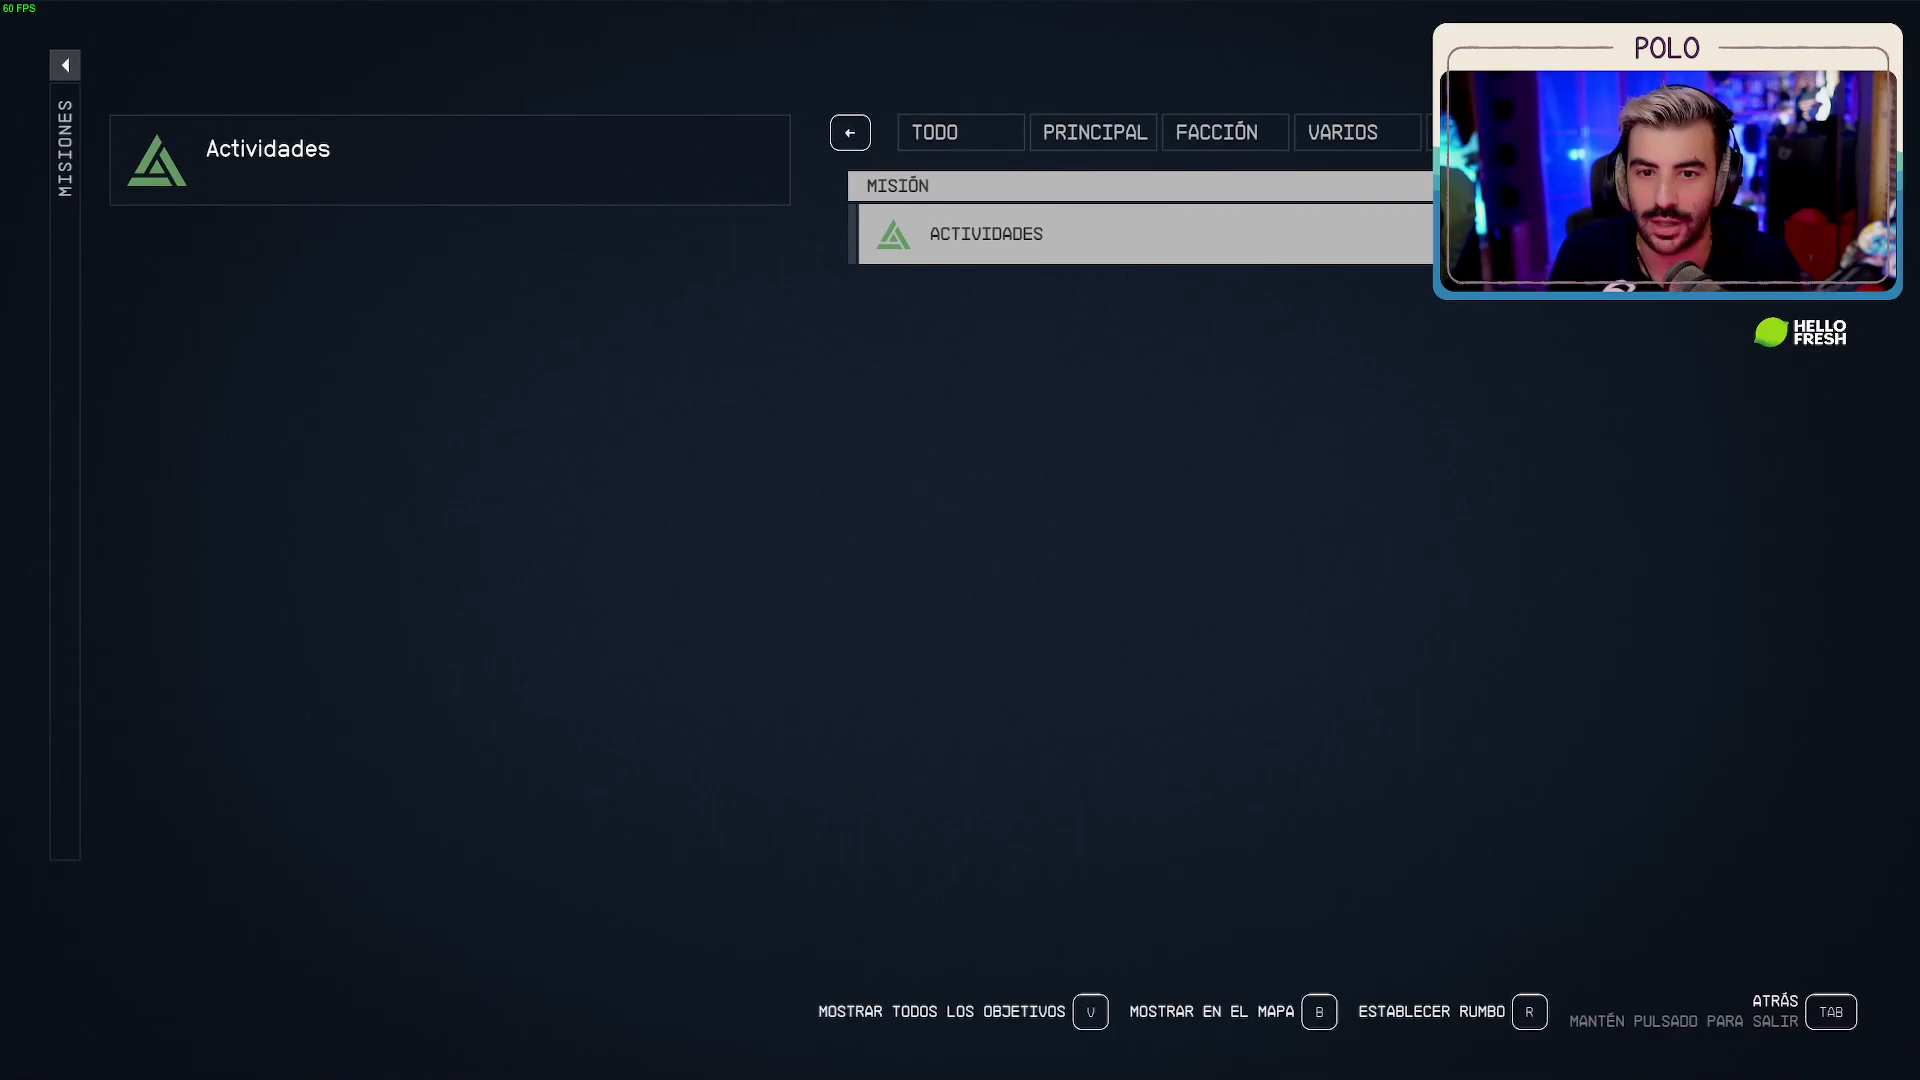 60 FPS
POLO
MISIONES
Actividades
TODO
PRINCIPAL
FACCIÓN
VARIOS
MISIÓN
ACTIVIDADES
HELLO
FRESH
MOSTRAR TODOS LOS OBJETIVOS V
MOSTRAR EN EL MAPA B
ESTABLECER RUMBO R
ATRÁS
MANTÉN PULSADO PARA SALIR
TAB